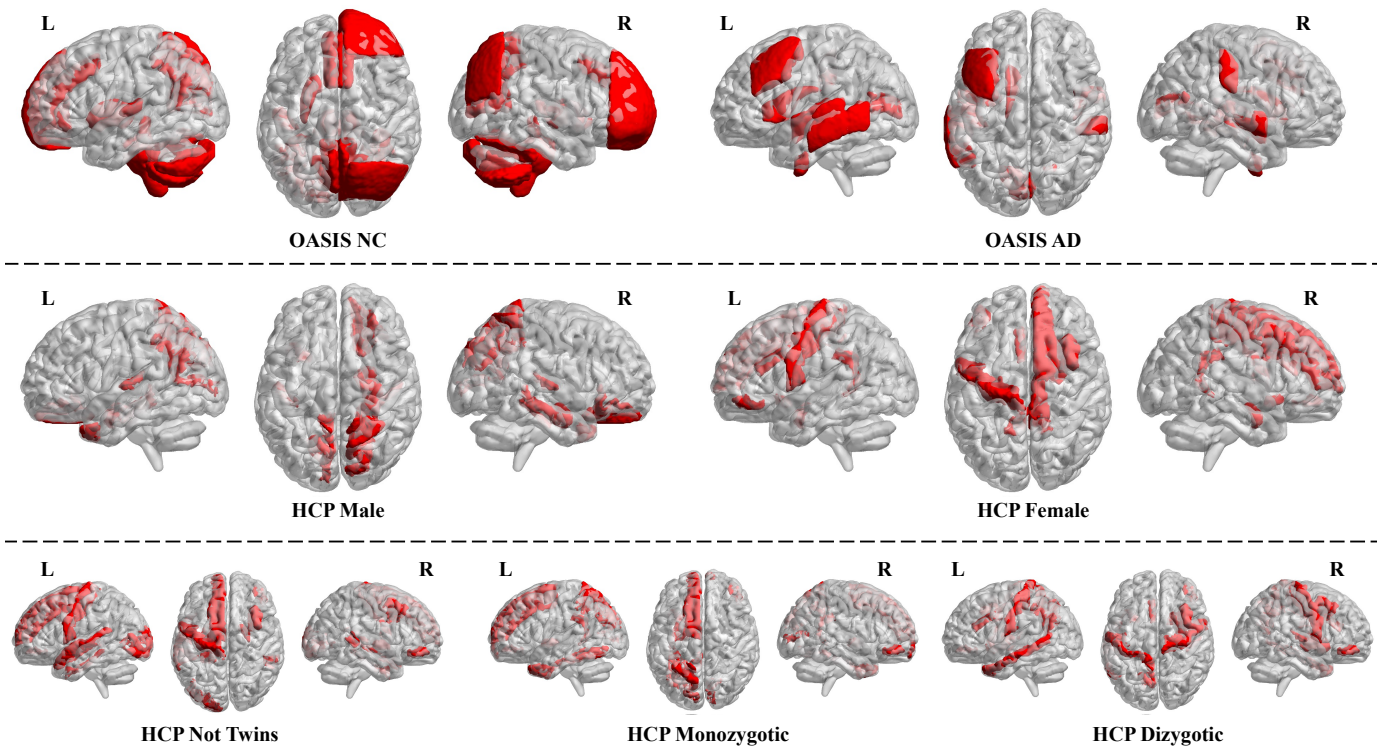 L R L R
OASIS NC OASIS AD
L R L R
HCP Male HCP Female
L R L R L R
HCP Not Twins HCP Monozygotic HCP Dizygotic